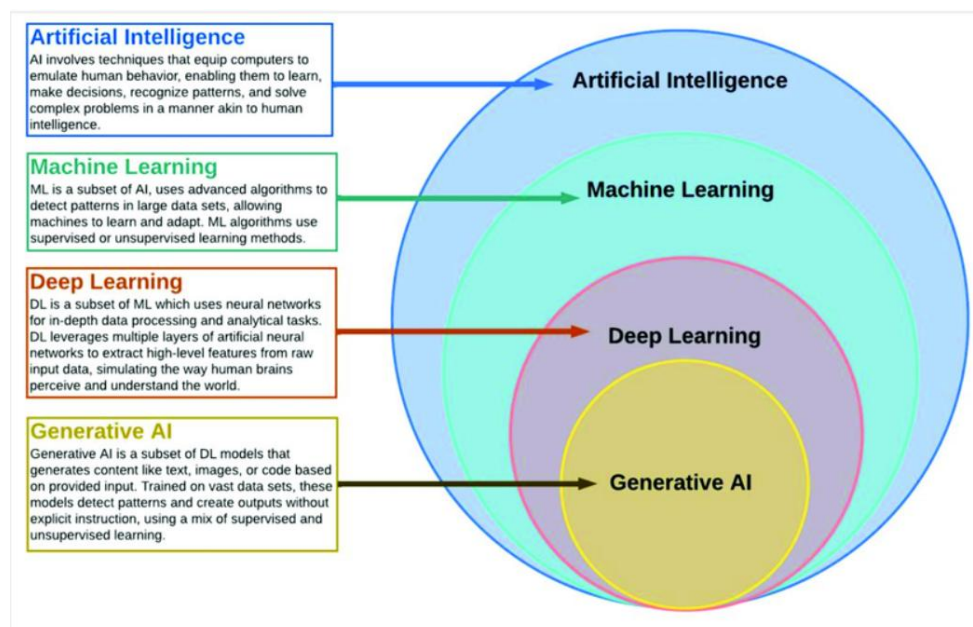 Artificial Intelligence
AI involves techniques that equip computers to
emulate human behavior, enabling them to learn,
make decisions, recognize patterns, and solve
complex problems in a manner akin to human
intelligence.
Machine Learning
ML is a subset of AI, uses advanced algorithms to
detect patterns in large data sets, allowing
machines to learn and adapt. ML algorithms use
supervised or unsupervised learning methods.
Deep Learning
DL is a subset of ML which uses neural networks
for in-depth data processing and analytical tasks.
DL leverages multiple layers of artificial neural
networks to extract high-level features from raw
input data, simulating the way human brains
perceive and understand the world.
Generative AI
Generative AI is a subset of DL models that
generates content like text, images, or code based
on provided input. Trained on vast data sets, these
models detect patterns and create outputs without
explicit instruction, using a mix of supervised and
unsupervised learning.
Artificial Intelligence
Machine Learning
Deep Learning
Generative AI